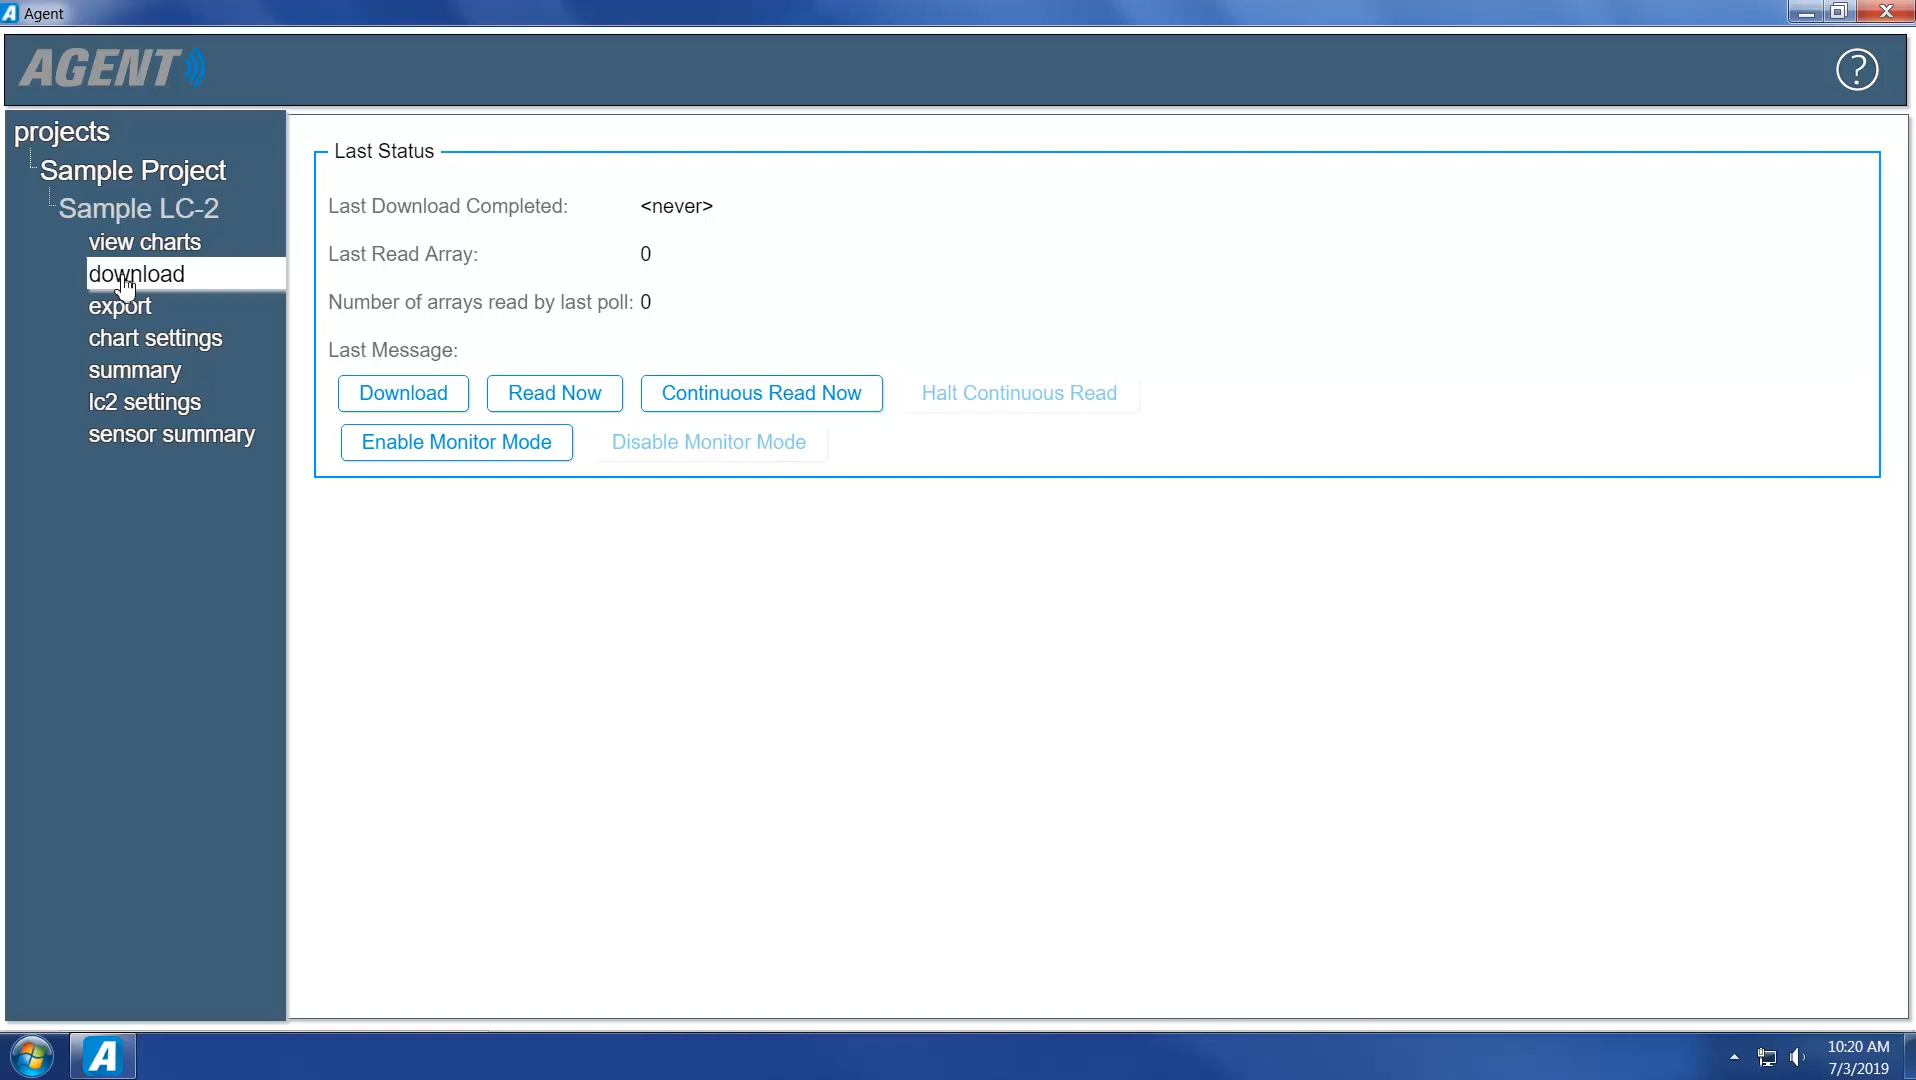 Agent
AGENT
?
projects
Sample Project
Sample LC-2
view charts
download
export
chart settings
summary
lc2 settings
sensor summary
Last Status
Last Download Completed: <never>
Last Read Array: 0
Number of arrays read by last poll: 0
Last Message:
Download Read Now Continuous Read Now Halt Continuous Read
Enable Monitor Mode Disable Monitor Mode
10:20 AM
7/3/2019